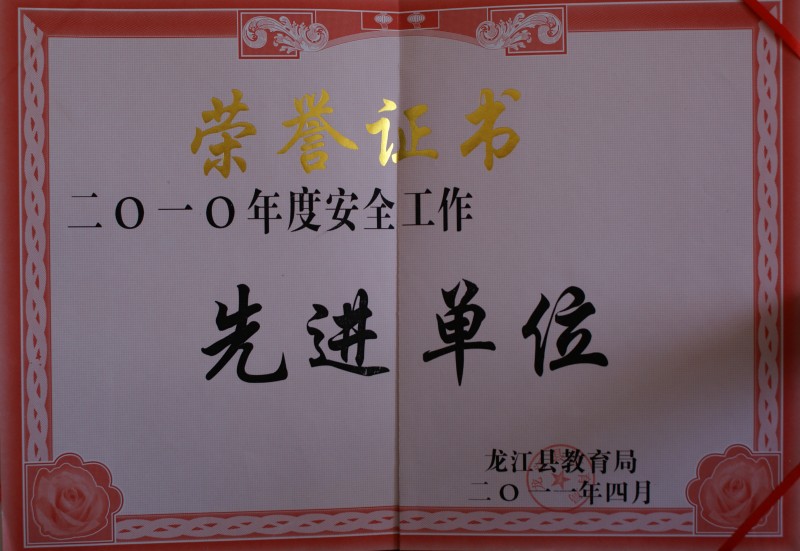 荣誉证书
二〇一〇年度安全工作
先进单位
龙江县教育局
二〇一一年四月